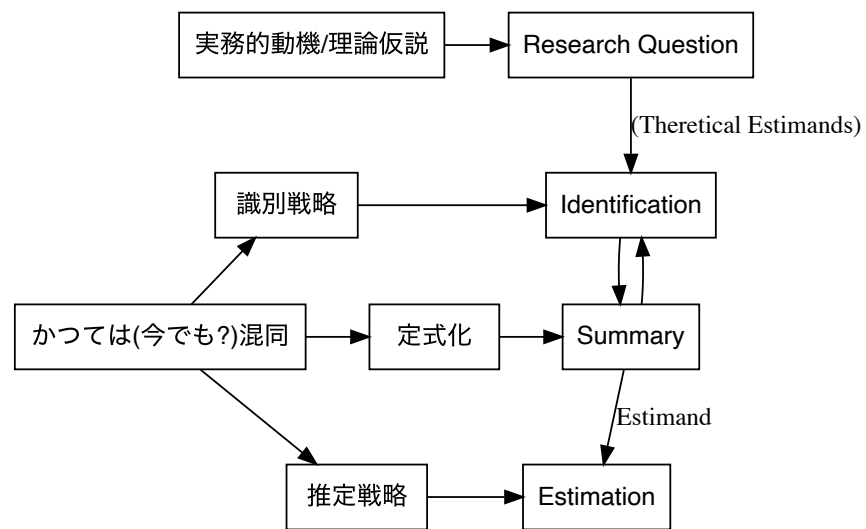 実務的動機/理論仮説
Research Question
(Theretical Estimands)
識別戦略
Identification
かつては(今でも?)混同
定式化
Summary
Estimand
推定戦略
Estimation